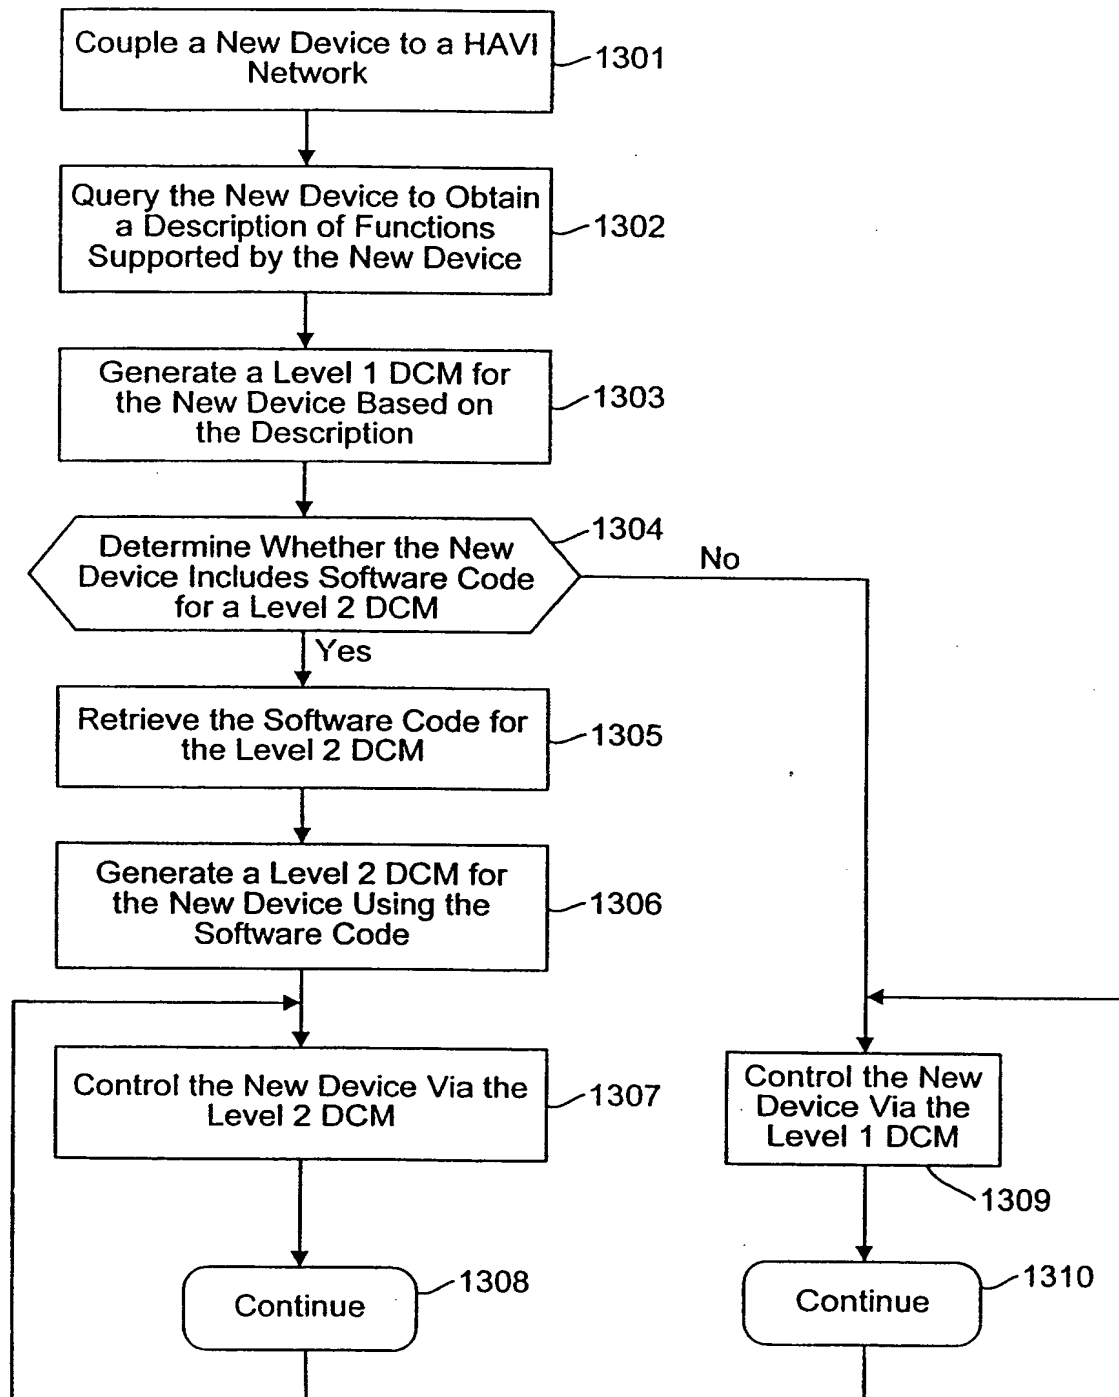 Couple a New Device to a HAVI
Network
1301
Query the New Device to Obtain
a Description of Functions
Supported by the New Device
1302
Generate a Level 1 DCM for
the New Device Based on
the Description
1303
Determine Whether the New
Device Includes Software Code
for a Level 2 DCM
1304
No
Yes
Retrieve the Software Code for
the Level 2 DCM
1305
Generate a Level 2 DCM for
the New Device Using the
Software Code
1306
Control the New Device Via the
Level 2 DCM
1307
Control the New
Device Via the
Level 1 DCM
1309
Continue
1308
Continue
1310